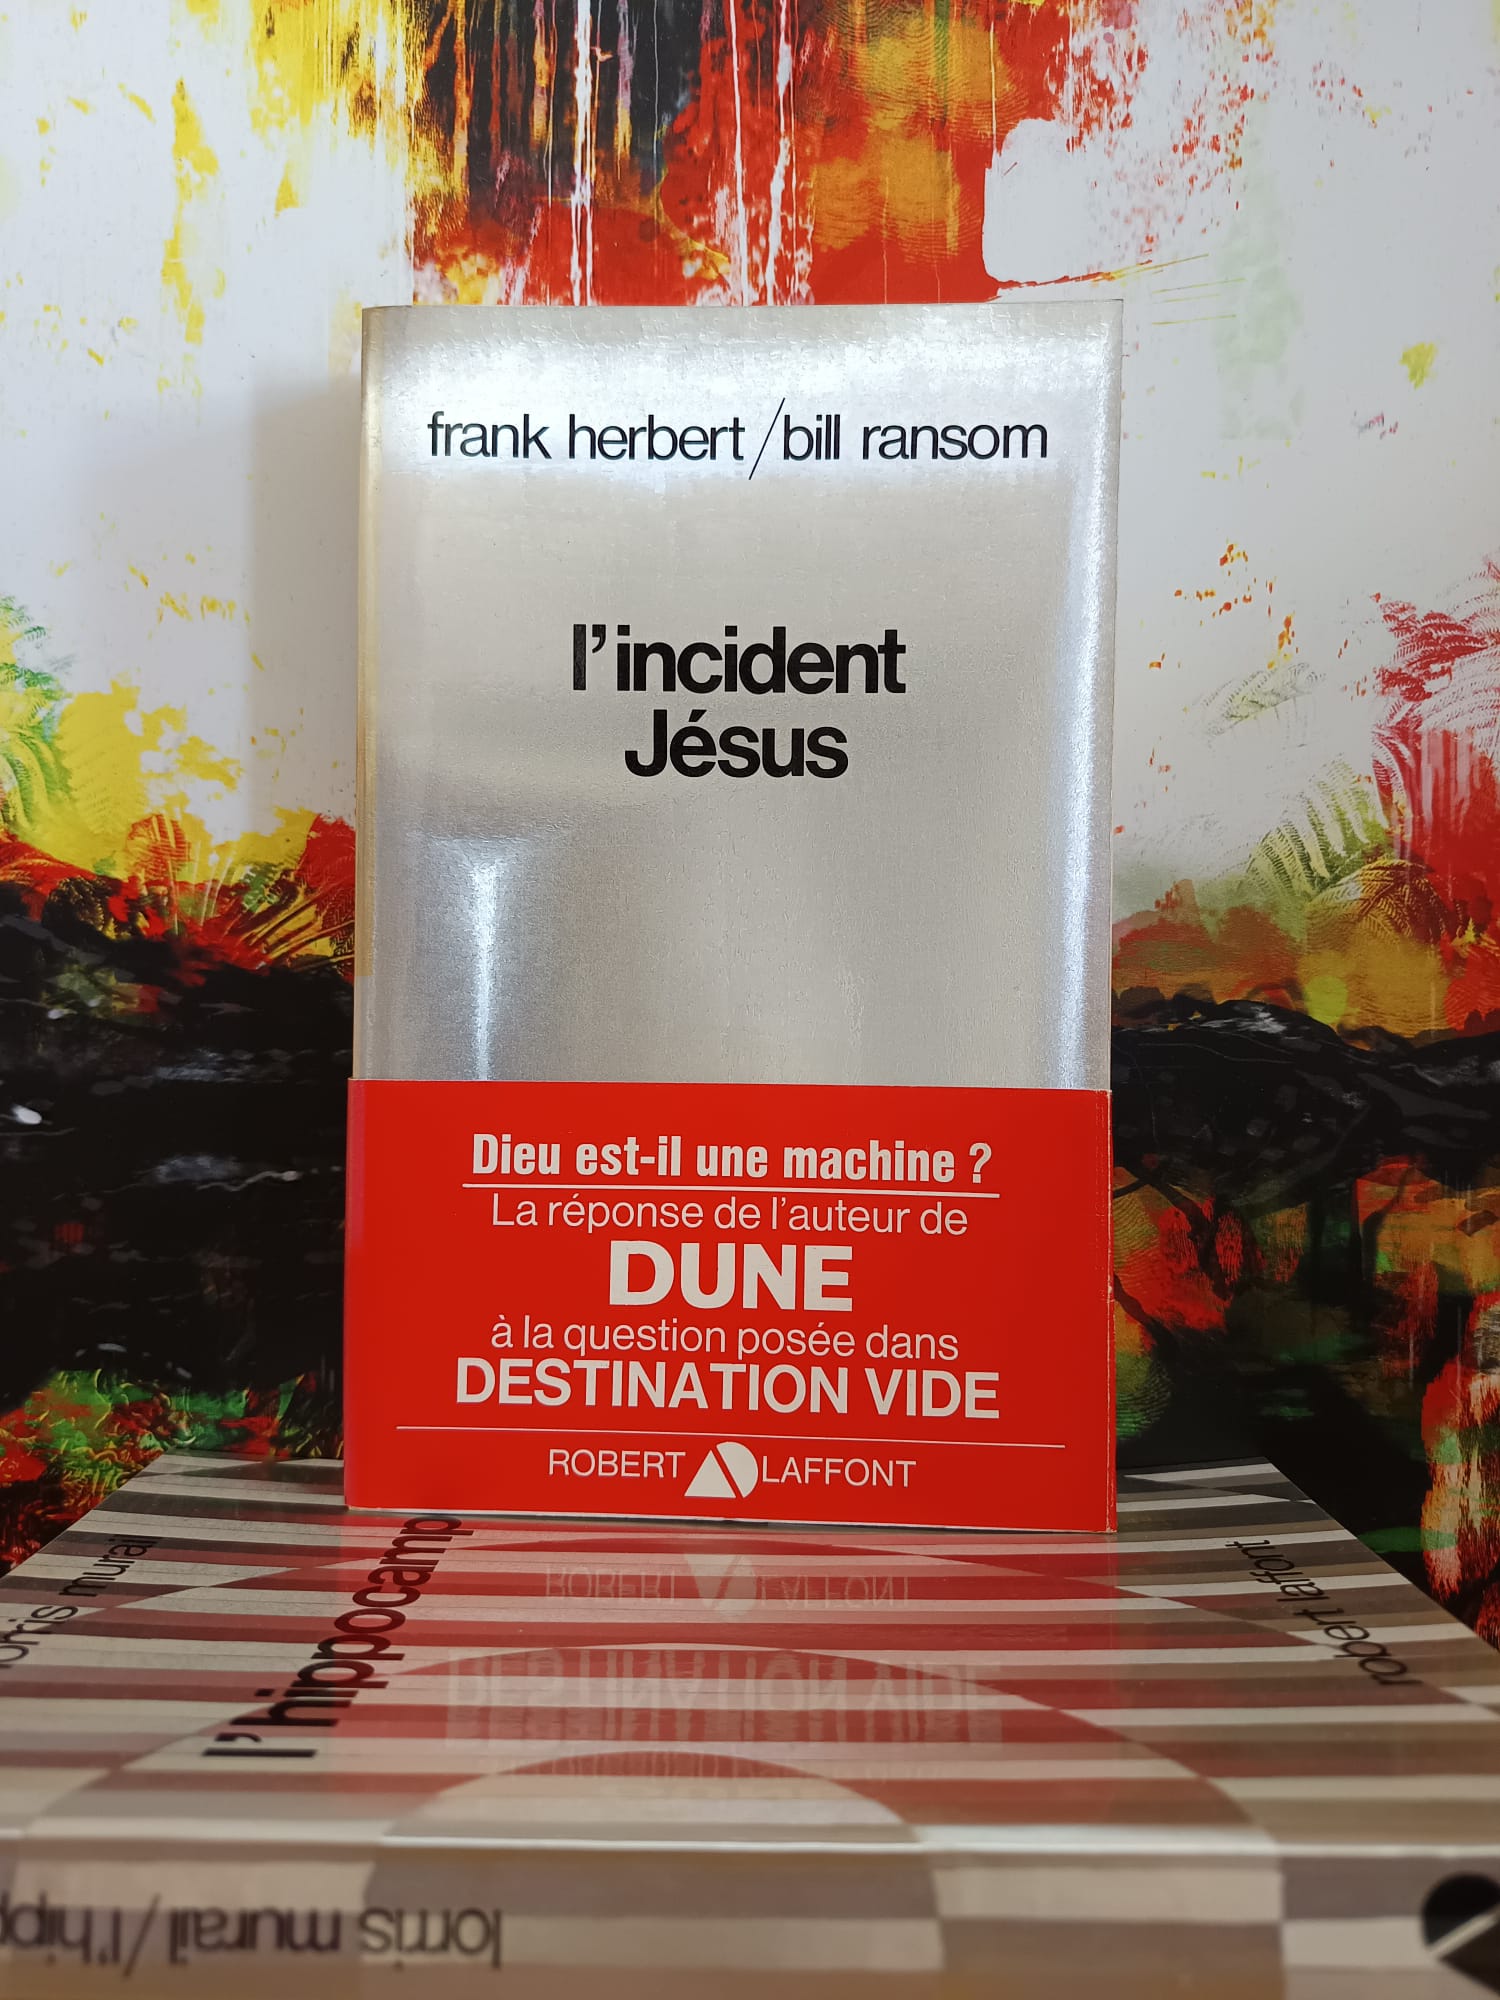 frank herbert/bill ransom
l'incident
Jésus
Dieu est-il une machine ?
La réponse de l'auteur de
DUNE
à la question posée dans
DESTINATION VIDE
ROBERT LAFFONT
lorris murail
l'hippocampe
robert laffont
lorris murail/l'hipp